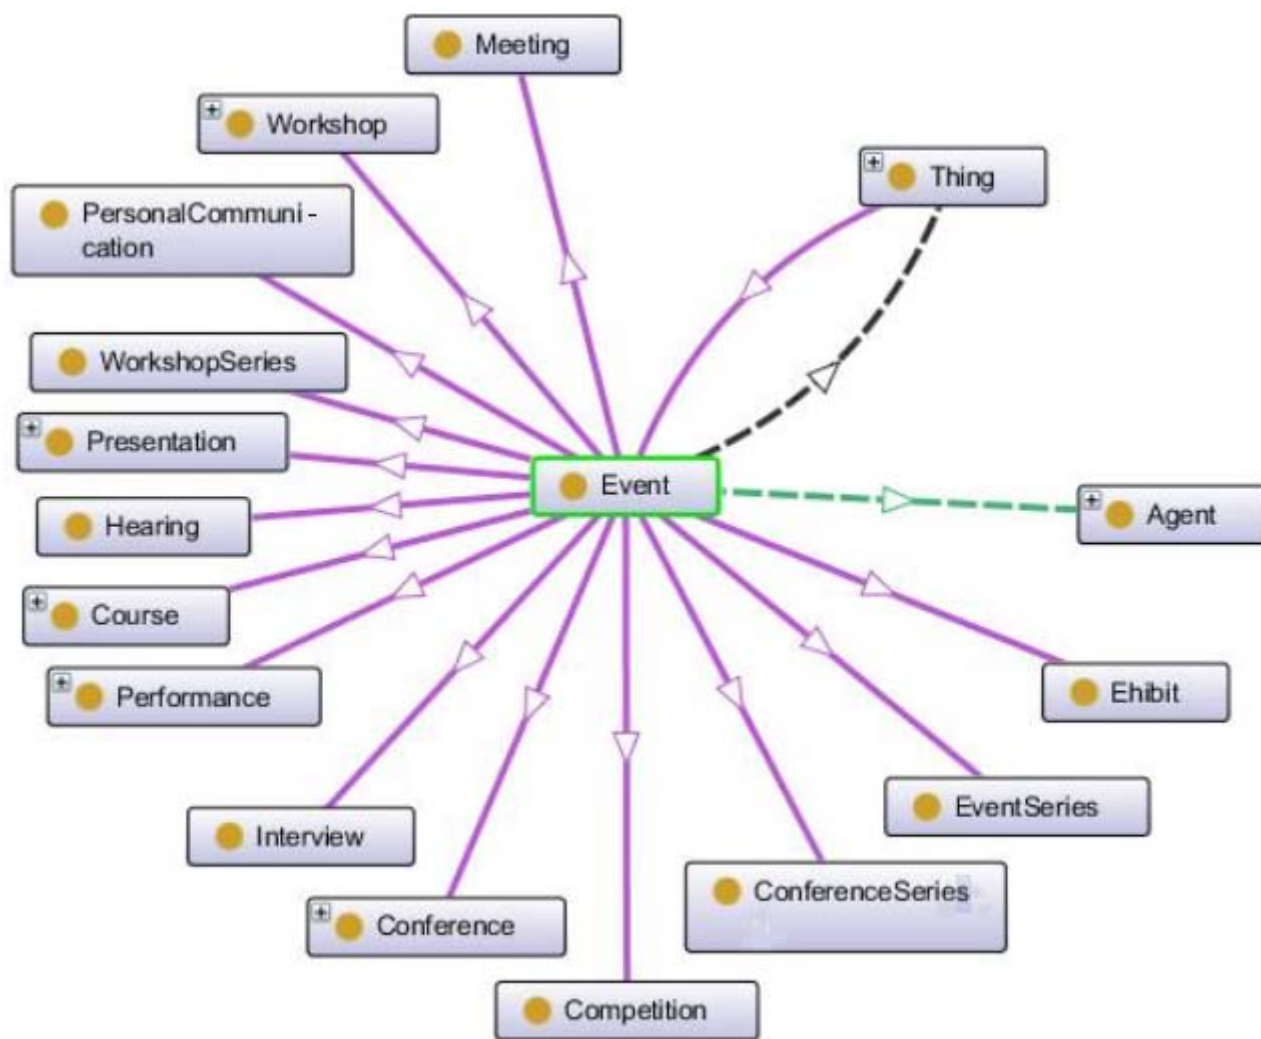 Meeting
Workshop
Thing
PersonalCommuni-
cation
WorkshopSeries
Presentation
Event
Agent
Hearing
Course
Performance
Ehibit
EventSeries
Interview
ConferenceSeries
Conference
Competition